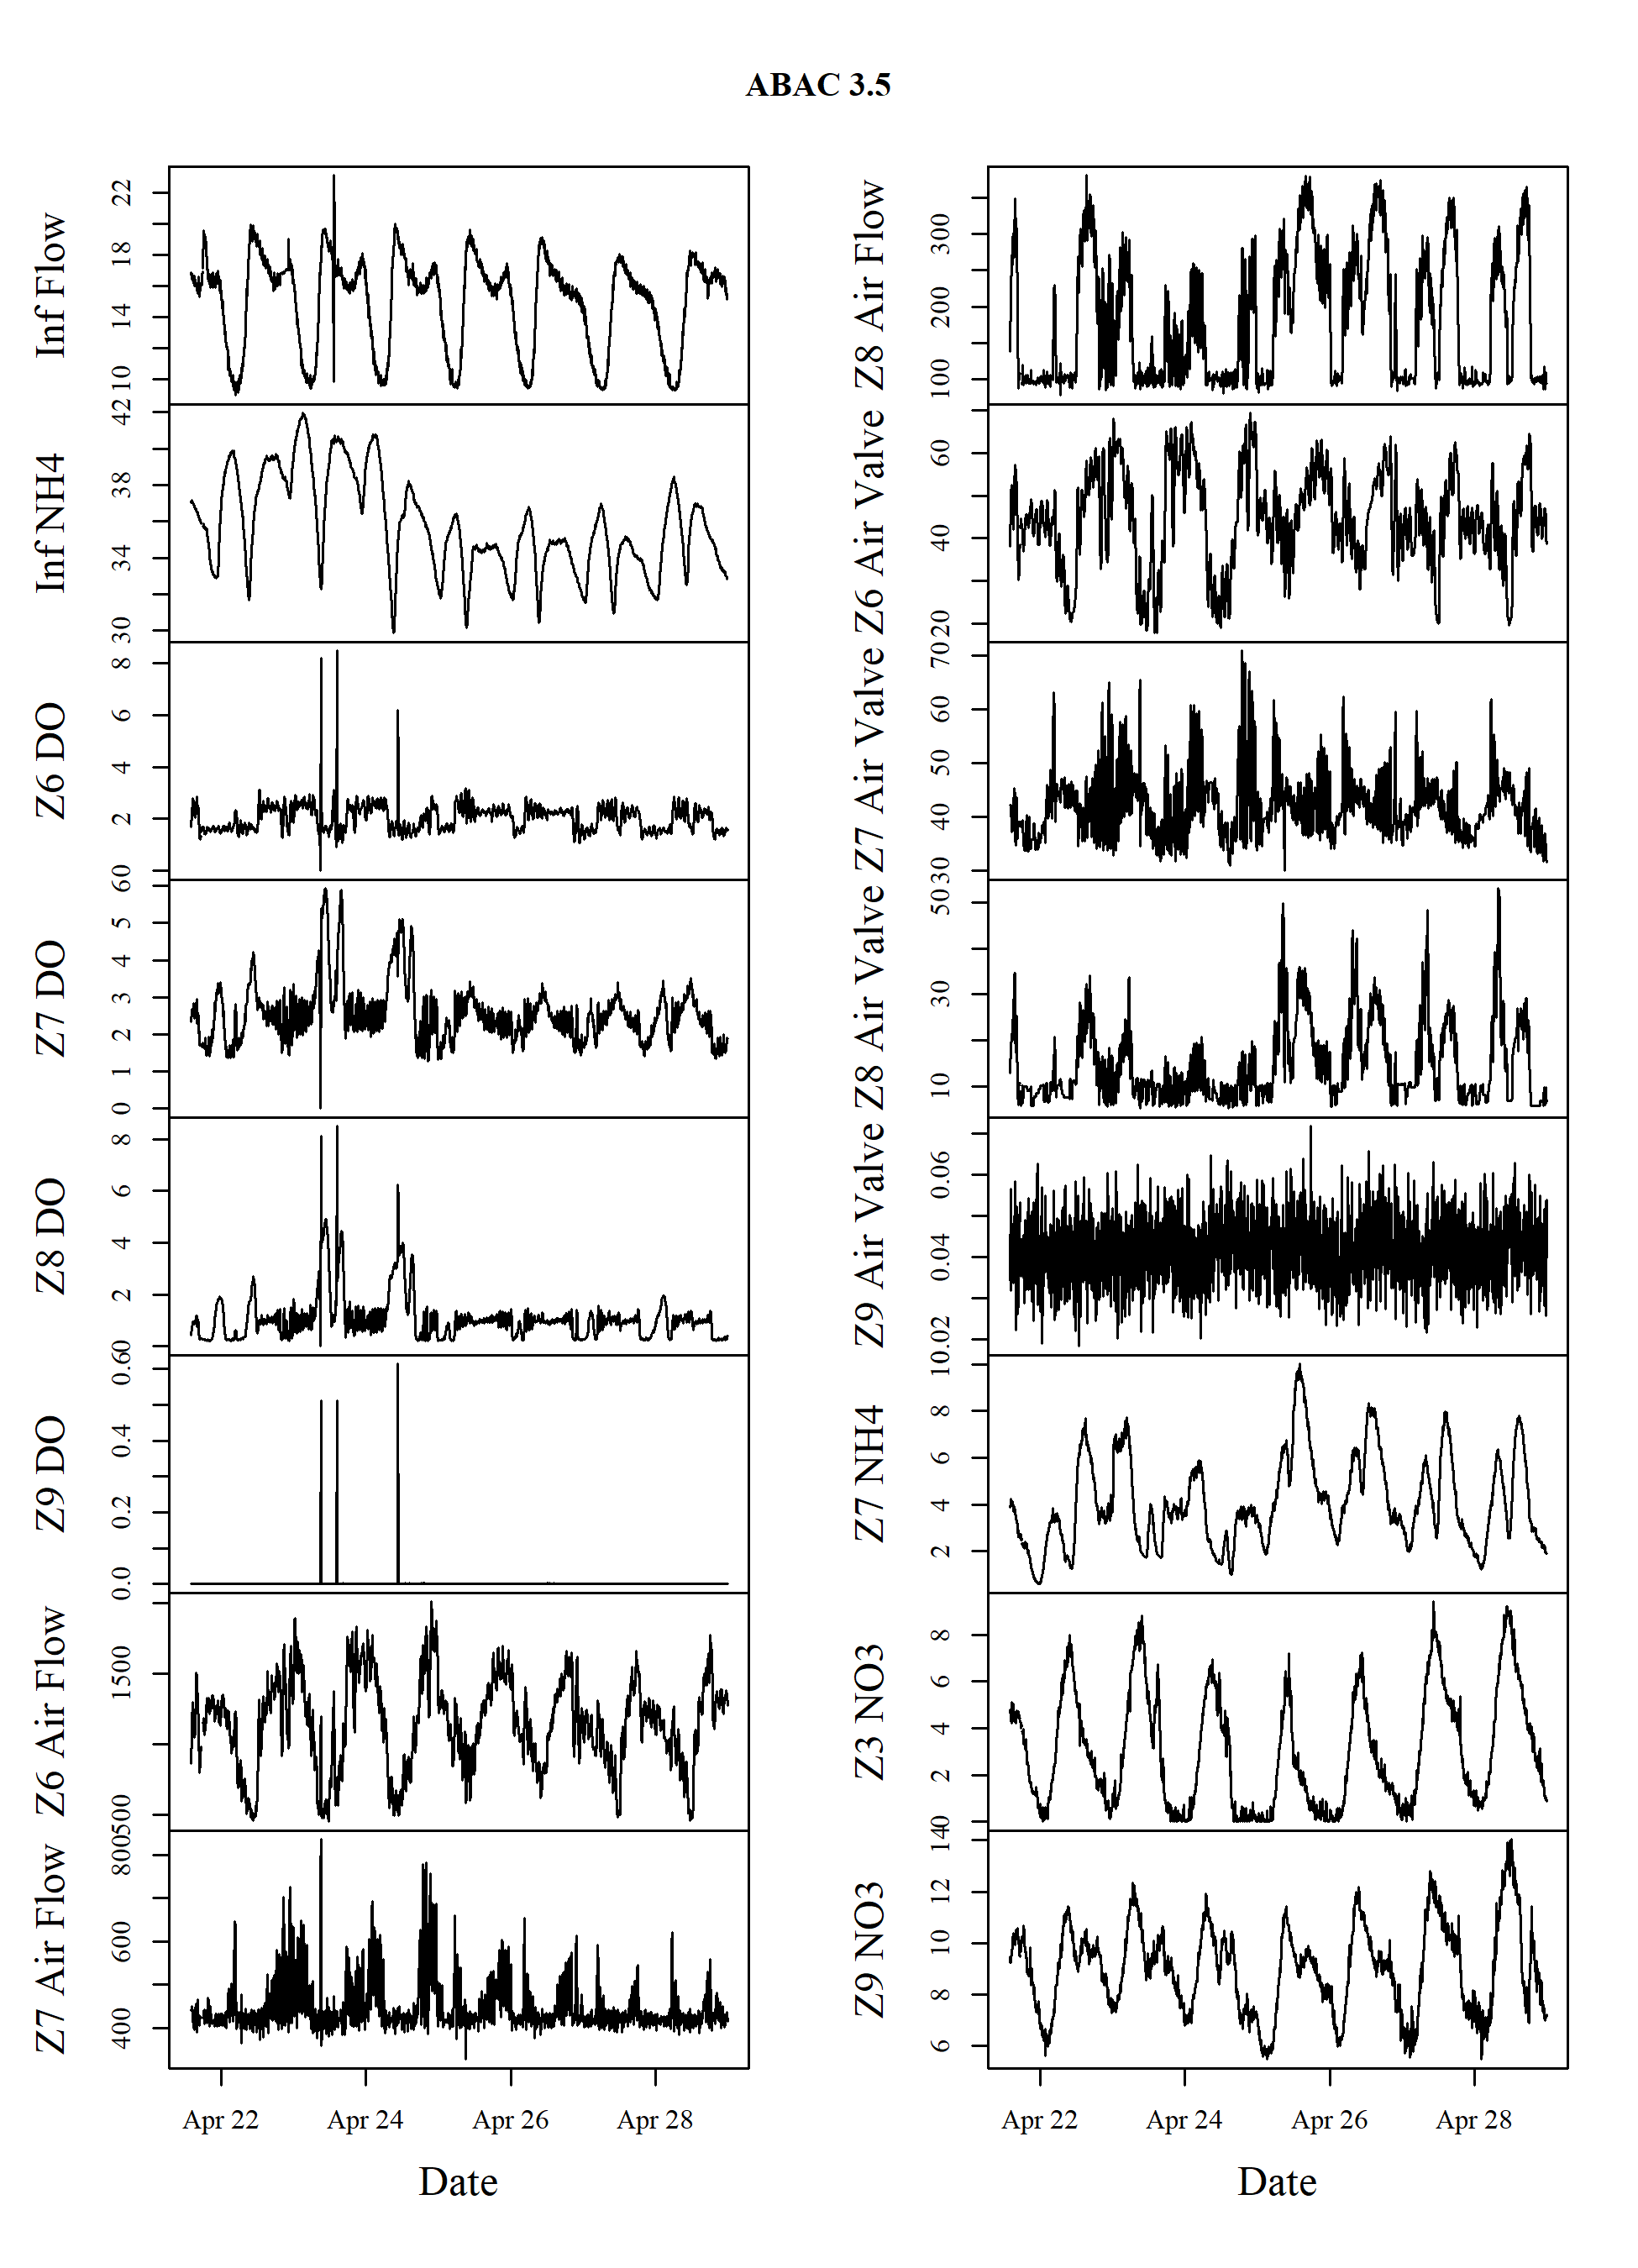 ABAC 3.5
Inf Flow
10
14
18
22
Inf NH4
30
34
38
42
Z6 DO
0
2
4
6
8
Z7 DO
0
1
2
3
4
5
6
Z8 DO
0
2
4
6
8
Z9 DO
0.0
0.2
0.4
0.6
Z6 Air Flow
500
1500
Z7 Air Flow
400
600
800
Apr 22
Apr 24
Apr 26
Apr 28
Date
Z8 Air Flow
100
200
300
Z6 Air Valve
20
40
60
Z7 Air Valve
30
40
50
60
70
Z8 Air Valve
10
30
50
Z9 Air Valve
0.02
0.04
0.06
Z7 NH4
2
4
6
8
10
Z3 NO3
0
2
4
6
8
Z9 NO3
6
8
10
12
14
Apr 22
Apr 24
Apr 26
Apr 28
Date